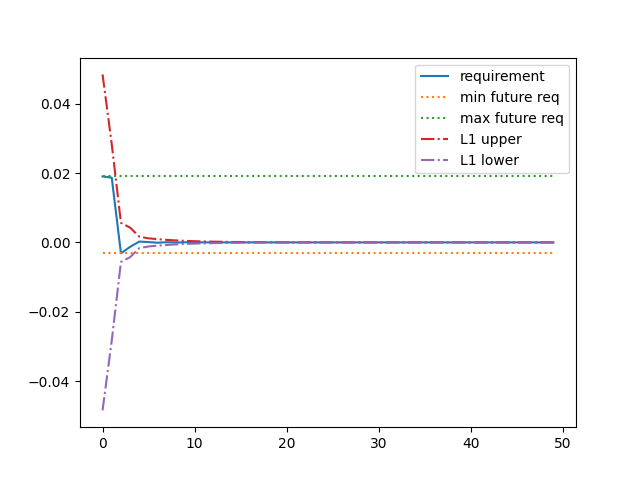 requirement
min future req
max future req
L1 upper
L1 lower
0.04
0.02
0.00
−0.02
−0.04
0 10 20 30 40 50